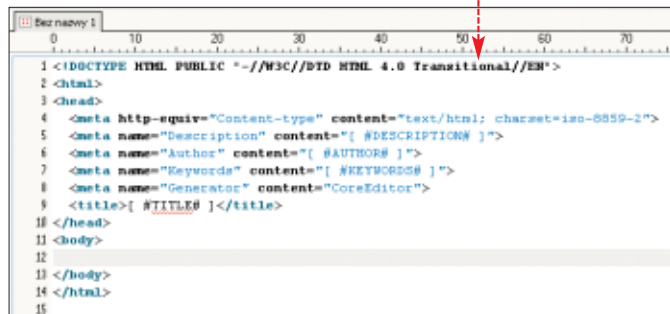 Bez nazwy 1
0 10 20 30 40 50 60 70
1 <!DOCTYPE HTML PUBLIC "-//W3C//DTD HTML 4.0 Transitional//EN">
2 <html>
3 <head>
4 <meta http-equiv="Content-type" content="text/html; charset=iso-8859-2">
5 <meta name="Description" content="[ #DESCRIPTION# ]">
6 <meta name="Author" content="[ #AUTHOR# ]">
7 <meta name="Keywords" content="[ #KEYWORDS# ]">
8 <meta name="Generator" content="CoreEditor">
9 <title>[ #TITLE# ]</title>
10 </head>
11 <body>
12
13 </body>
14 </html>
15